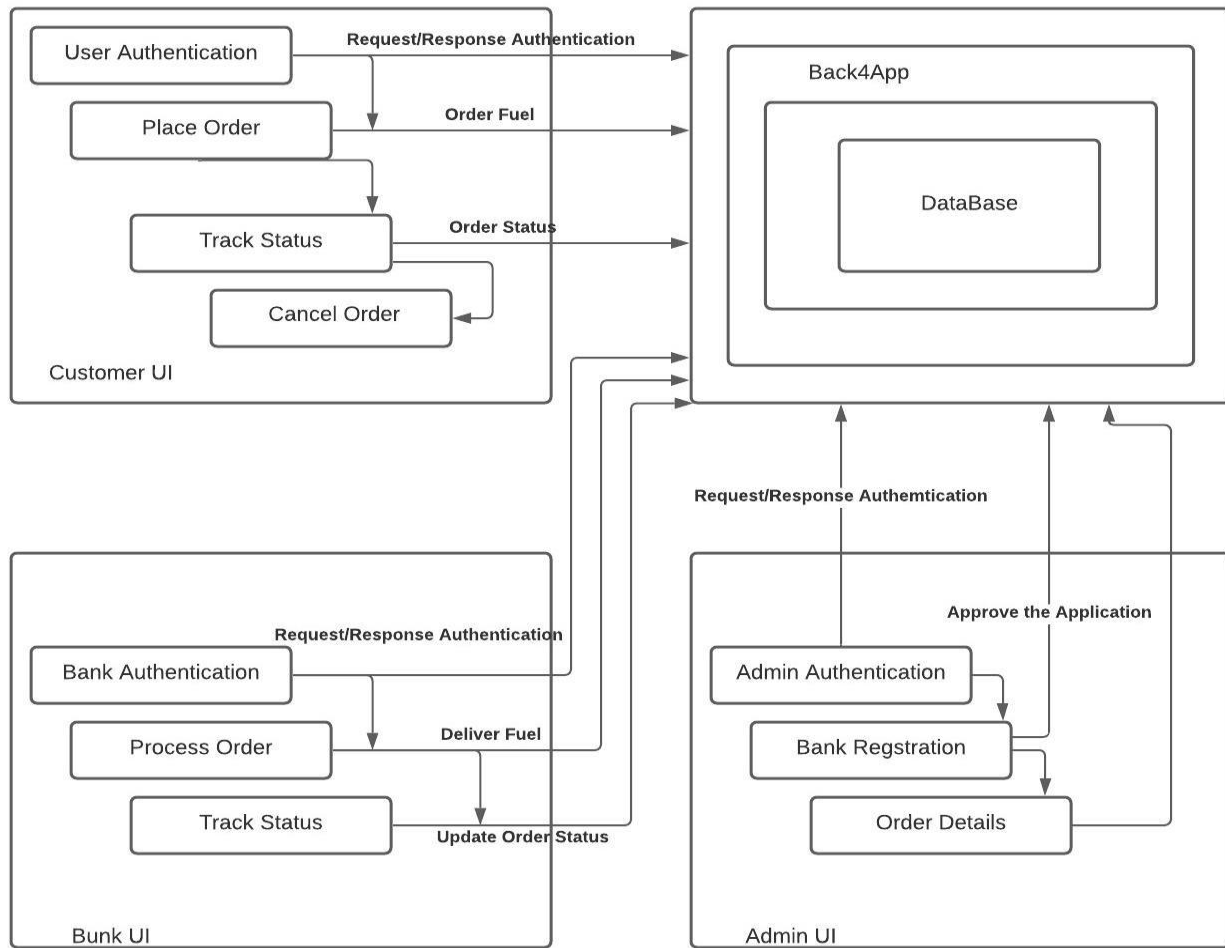 User Authentication
Request/Response Authentication
Back4App
Place Order
Order Fuel
DataBase
Track Status
Order Status
Cancel Order
Customer UI
Request/Response Authemtication
Approve the Application
Request/Response Authentication
Bank Authentication
Admin Authentication
Process Order
Deliver Fuel
Bank Regstration
Track Status
Update Order Status
Order Details
Bunk UI
Admin UI